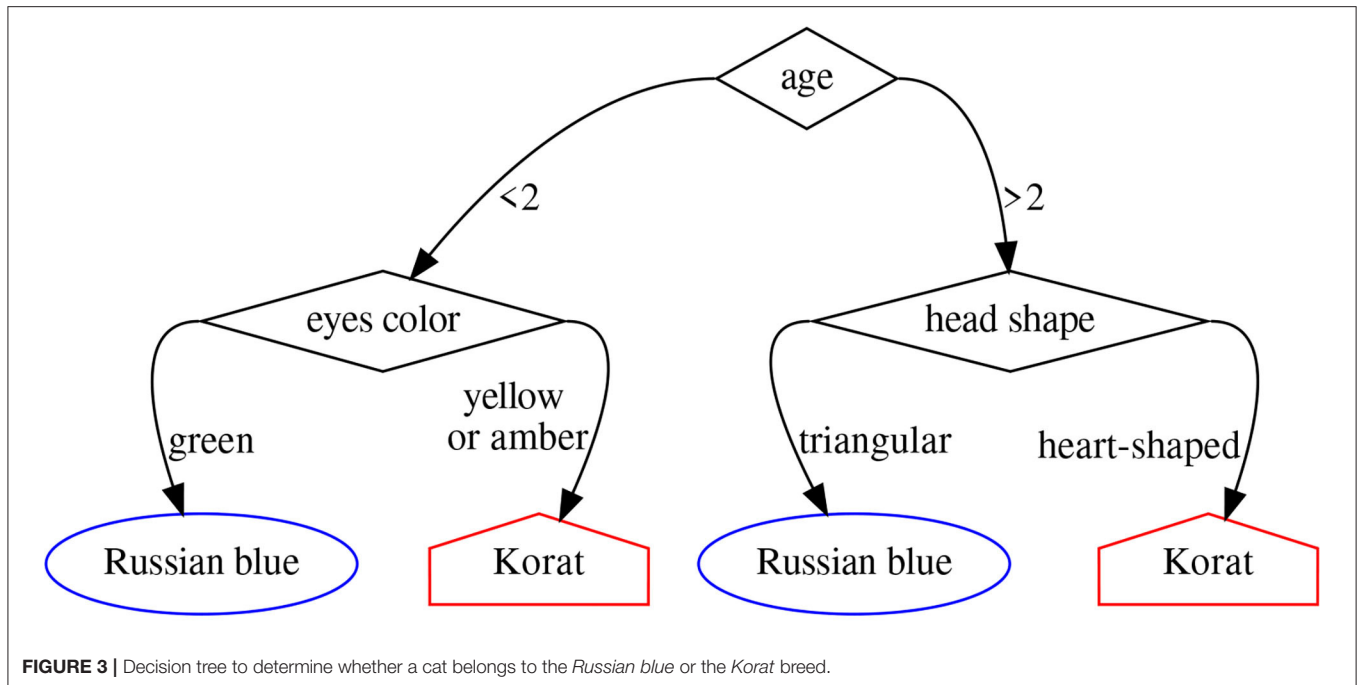 age
<2
>2
eyes color
head shape
green
yellow
or amber
triangular
heart-shaped
Russian blue
Korat
Russian blue
Korat
FIGURE 3 | Decision tree to determine whether a cat belongs to the Russian blue or the Korat breed.